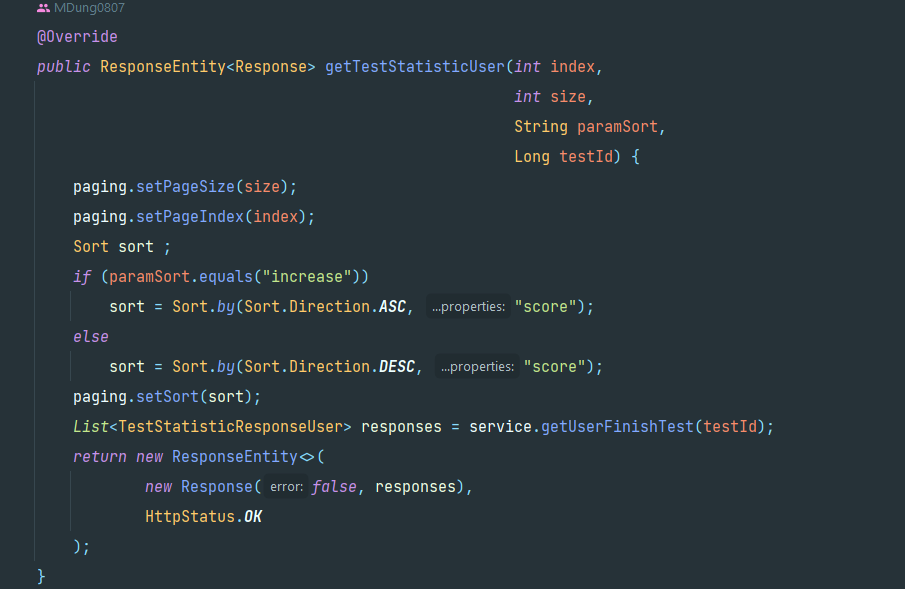 MDung0807
@Override
public ResponseEntity<Response> getTestStatisticUser(int index,
int size,
String paramSort,
Long testId) {
paging.setPageSize(size);
paging.setPageIndex(index);
Sort sort ;
if (paramSort.equals("increase"))
sort = Sort.by(Sort.Direction.ASC, ...properties: "score");
else
sort = Sort.by(Sort.Direction.DESC, ...properties: "score");
paging.setSort(sort);
List<TestStatisticResponseUser> responses = service.getUserFinishTest(testId);
return new ResponseEntity<>(
new Response( error: false, responses),
HttpStatus.OK
);
}